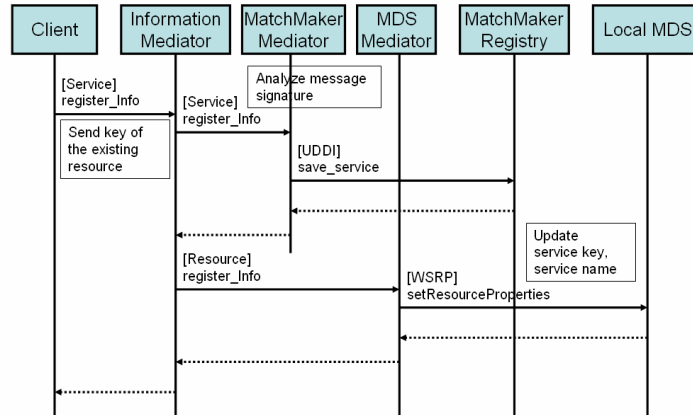 Client
Information
Mediator
MatchMaker
Mediator
MDS
Mediator
MatchMaker
Registry
Local MDS
Analyze message
signature
[Service]
register_Info
[Service]
register_Info
Send key of
the existing
resource
[UDDI]
save_service
Update
service key,
service name
[Resource]
register_Info
[WSRP]
setResourceProperties